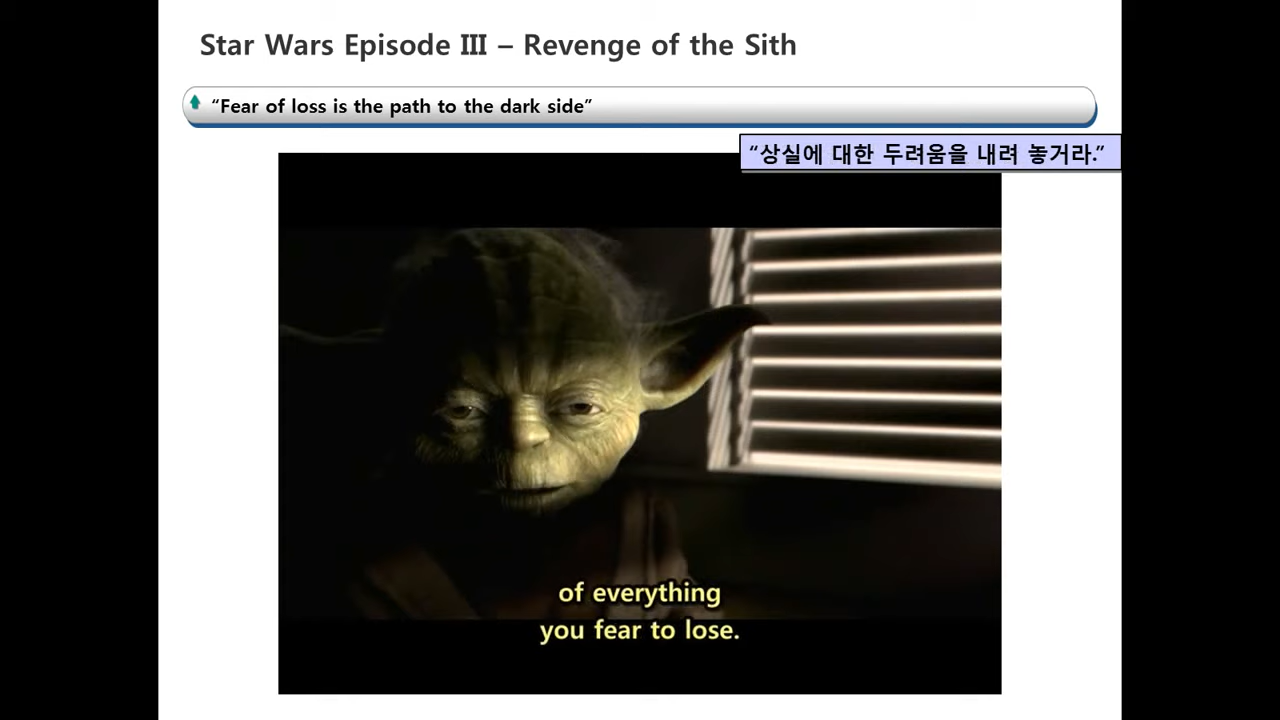 Star Wars Episode III – Revenge of the Sith
“Fear of loss is the path to the dark side”
“상실에 대한 두려움을 내려 놓거라.”
of everything
you fear to lose.